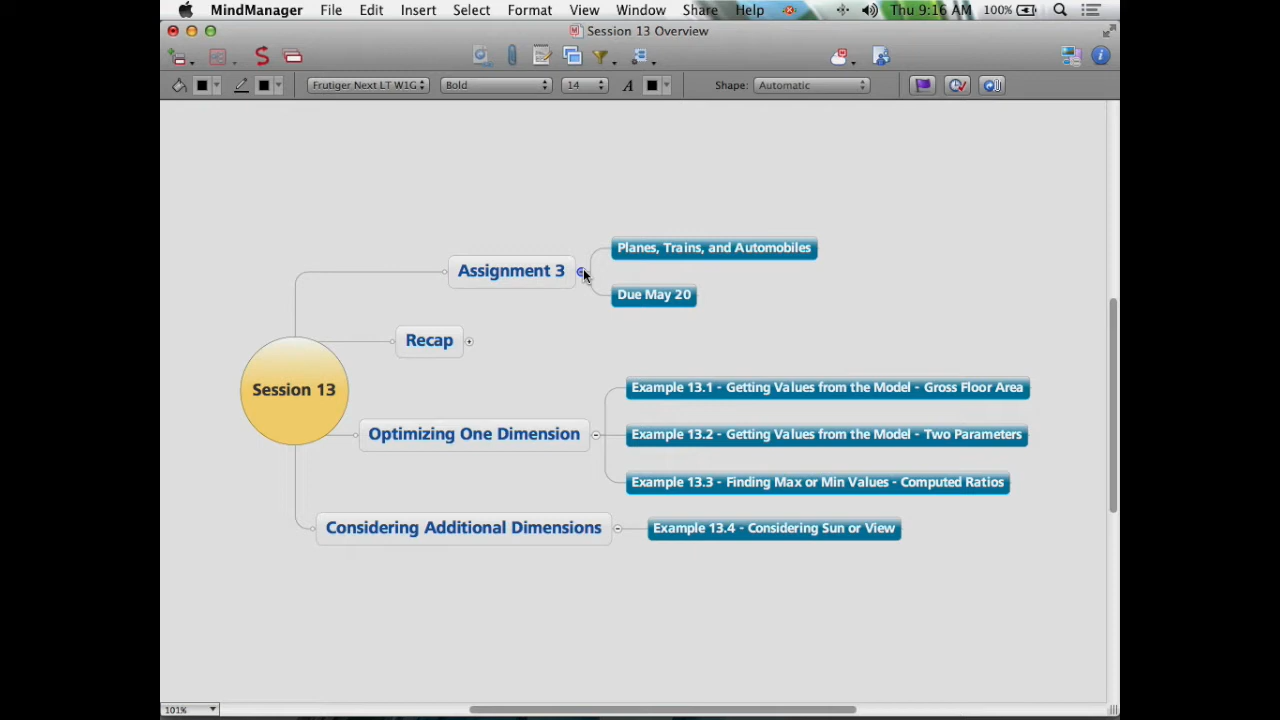 MindManager File Edit Insert Select Format View Window Share Help Thu 9:16 AM 100%
Session 13 Overview
Frutiger Next LT W1G Bold 14 A Shape: Automatic
Planes, Trains, and Automobiles
Assignment 3
Due May 20
Recap
Session 13
Example 13.1 - Getting Values from the Model - Gross Floor Area
Optimizing One Dimension
Example 13.2 - Getting Values from the Model - Two Parameters
Example 13.3 - Finding Max or Min Values - Computed Ratios
Considering Additional Dimensions
Example 13.4 - Considering Sun or View
101%